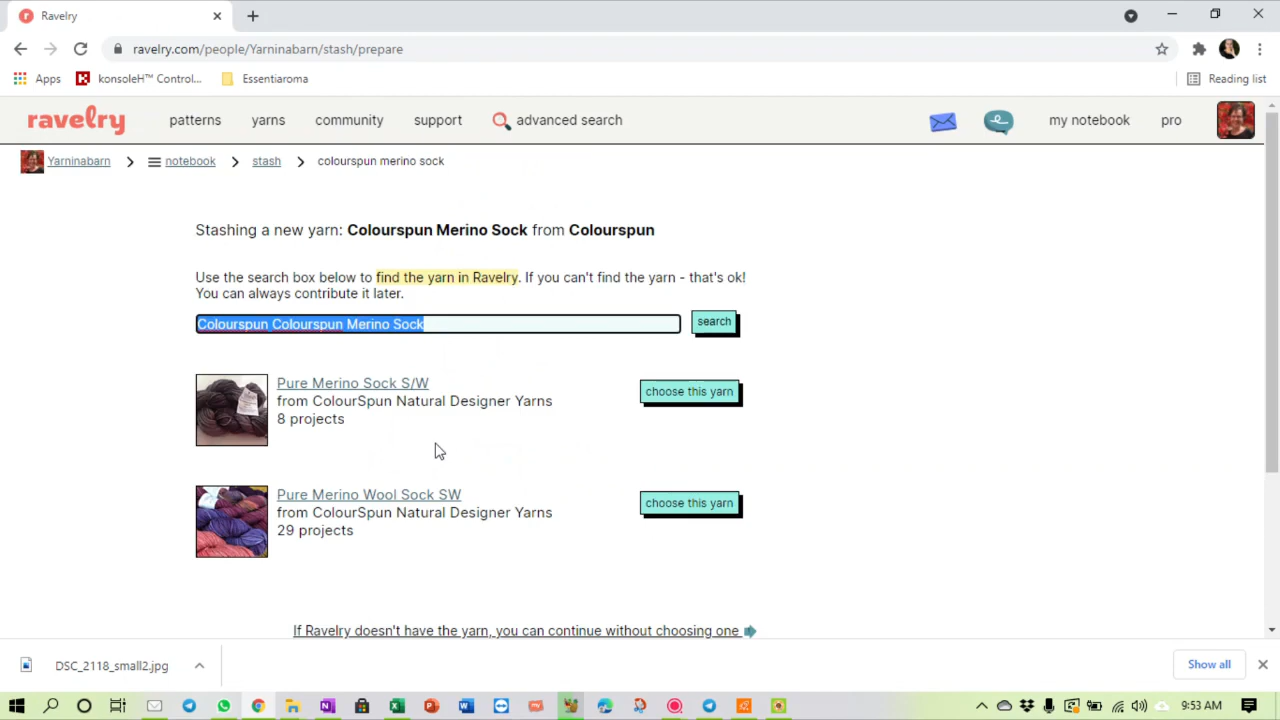 Ravelry
ravelry.com/people/Yarninabarn/stash/prepare
Apps konsoleH™ Control... Essentiaroma Reading list
ravelry patterns yarns community support advanced search my notebook pro
Yarninabarn notebook stash colourspun merino sock
Stashing a new yarn: Colourspun Merino Sock from Colourspun
Use the search box below to find the yarn in Ravelry. If you can't find the yarn - that's ok!
You can always contribute it later.
Colourspun Colourspun Merino Sock search
Pure Merino Sock S/W choose this yarn
from ColourSpun Natural Designer Yarns
8 projects
Pure Merino Wool Sock SW choose this yarn
from ColourSpun Natural Designer Yarns
29 projects
If Ravelry doesn't have the yarn, you can continue without choosing one
DSC_2118_small2.jpg Show all
9:53 AM